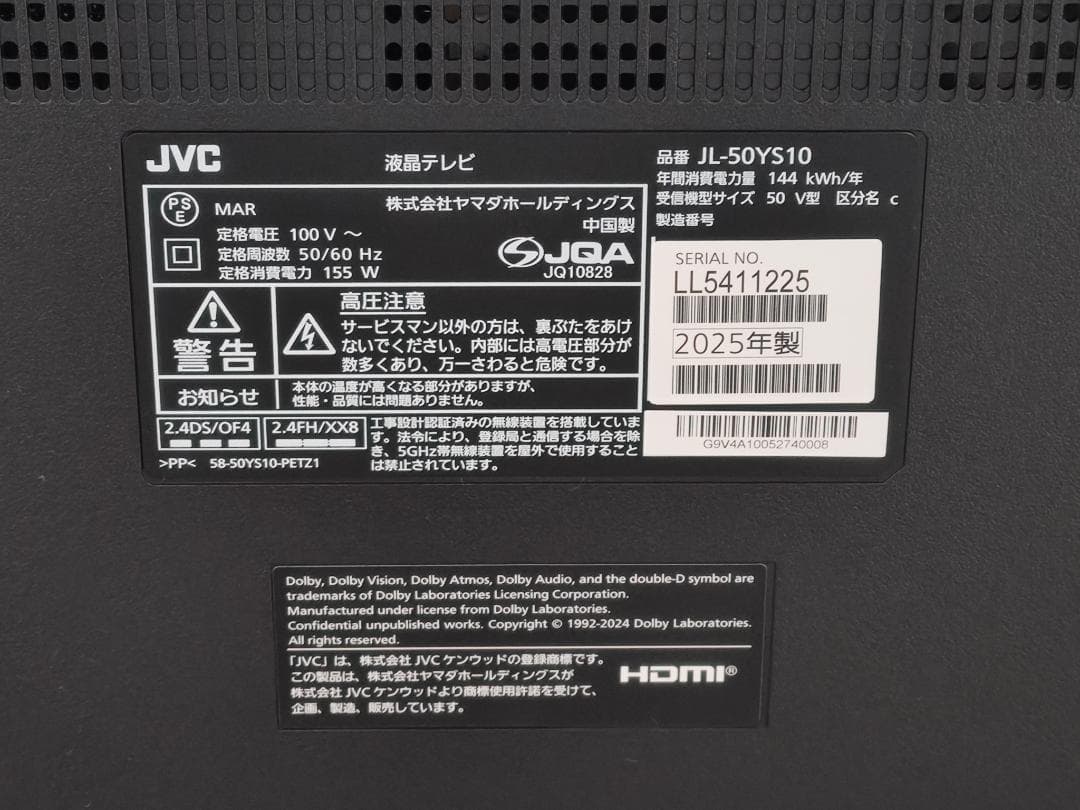 JVC
液晶テレビ
品番 JL-50YS10
年間消費電力量 144 kWh/年
受信機型サイズ 50 V型 区分名 c
製造番号
PS
E
MAR
株式会社ヤマダホールディングス
中国製
定格電圧 100 V ～
定格周波数 50/60 Hz
定格消費電力 155 W
JQA
JQ10828
SERIAL NO.
LL5411225
2025年製
警告
高圧注意
サービスマン以外の方は、裏ぶたをあけ
ないでください。内部には高電圧部分が
数多くあり、万一さわると危険です。
お知らせ
本体の温度が高くなる部分がありますが、
性能・品質には問題ありません。
2.4DS/OF4
2.4FH/XX8
工事設計認証済みの無線装置を搭載していま
す。法令により、登録局と通信する場合を除
き、5GHz帯無線装置を屋外で使用すること
は禁止されています。
G9V4A10052740008
>PP< 58-50YS10-PETZ1
Dolby, Dolby Vision, Dolby Atmos, Dolby Audio, and the double-D symbol are
trademarks of Dolby Laboratories Licensing Corporation.
Manufactured under license from Dolby Laboratories.
Confidential unpublished works. Copyright © 1992-2024 Dolby Laboratories.
All rights reserved.
「JVC」は、株式会社 JVCケンウッドの登録商標です。
この製品は、株式会社ヤマダホールディングスが
株式会社 JVCケンウッドより商標使用許諾を受けて、
企画、製造、販売しています。
HDMI®